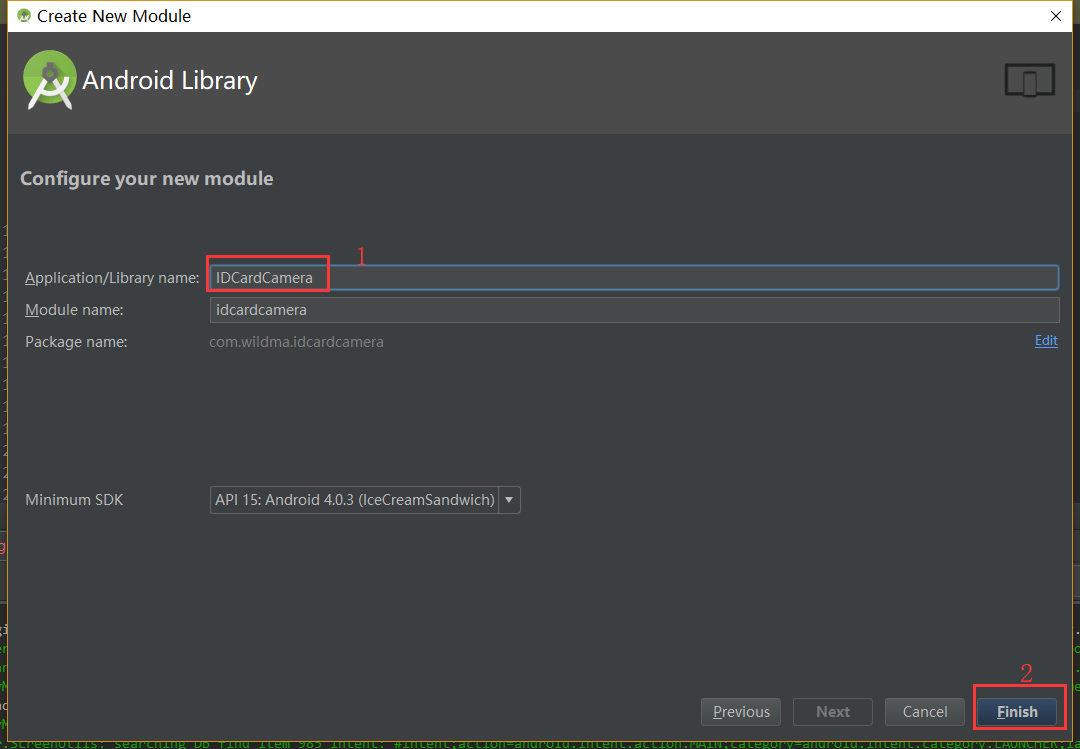 Create New Module
Android Library
Configure your new module
1
Application/Library name: IDCardCamera
Module name: idcardcamera
Package name: com.wildma.idcardcamera Edit
Minimum SDK API 15: Android 4.0.3 (IceCreamSandwich)
2
Previous Next Cancel Finish